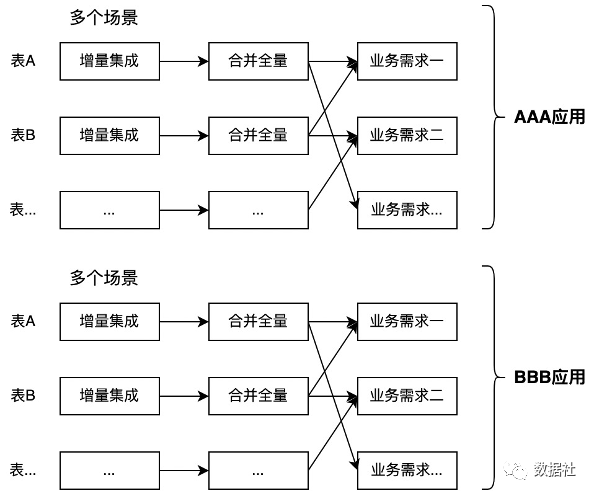 多个场景
表A 增量集成 合并全量 业务需求一
AAA应用
表B 增量集成 合并全量 业务需求二
表... ... ... 业务需求...
多个场景
表A 增量集成 合并全量 业务需求一
BBB应用
表B 增量集成 合并全量 业务需求二
表... ... ... 业务需求...
数据社